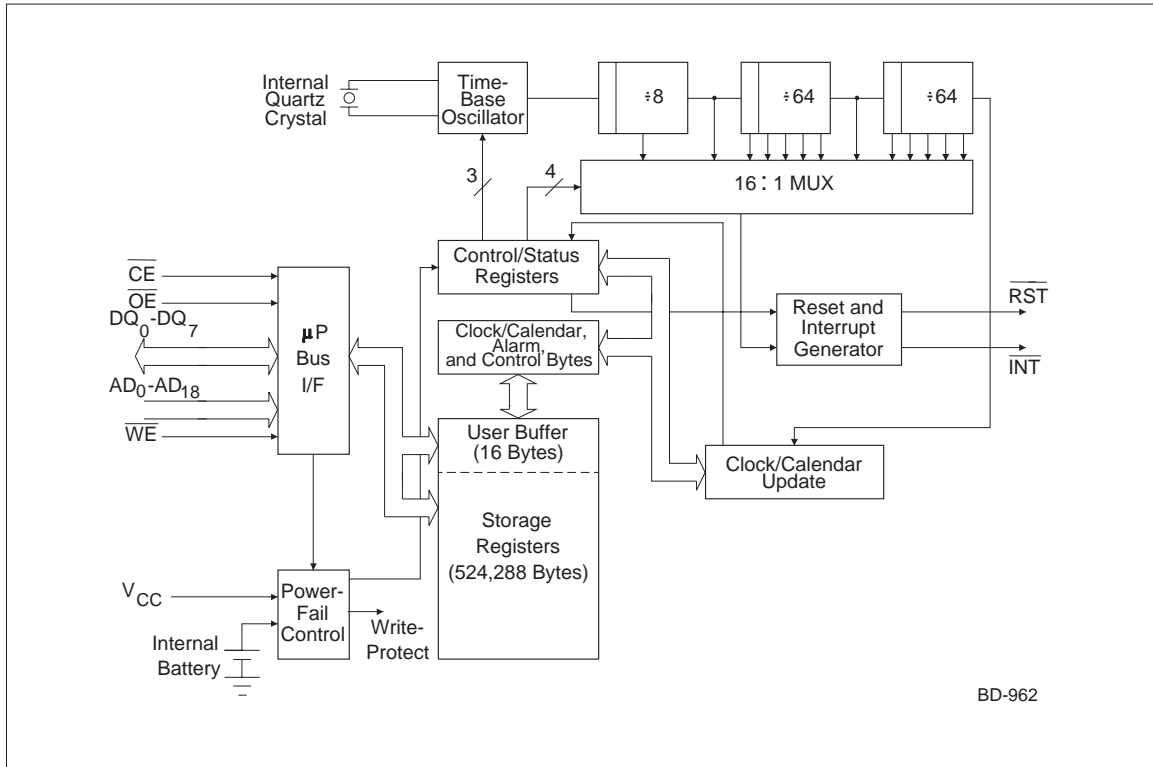 Internal
Quartz
Crystal
Time-
Base
Oscillator
÷8
÷64
÷64
3
4
16 : 1 MUX
CE
OE
DQ0-DQ7
AD0-AD18
WE
µP
Bus
I/F
Control/Status
Registers
Clock/Calendar,
Alarm,
and Control Bytes
User Buffer
(16 Bytes)
Storage
Registers
(524,288 Bytes)
Reset and
Interrupt
Generator
RST
INT
Clock/Calendar
Update
VCC
Power-
Fail
Control
Write-
Protect
Internal
Battery
BD-962